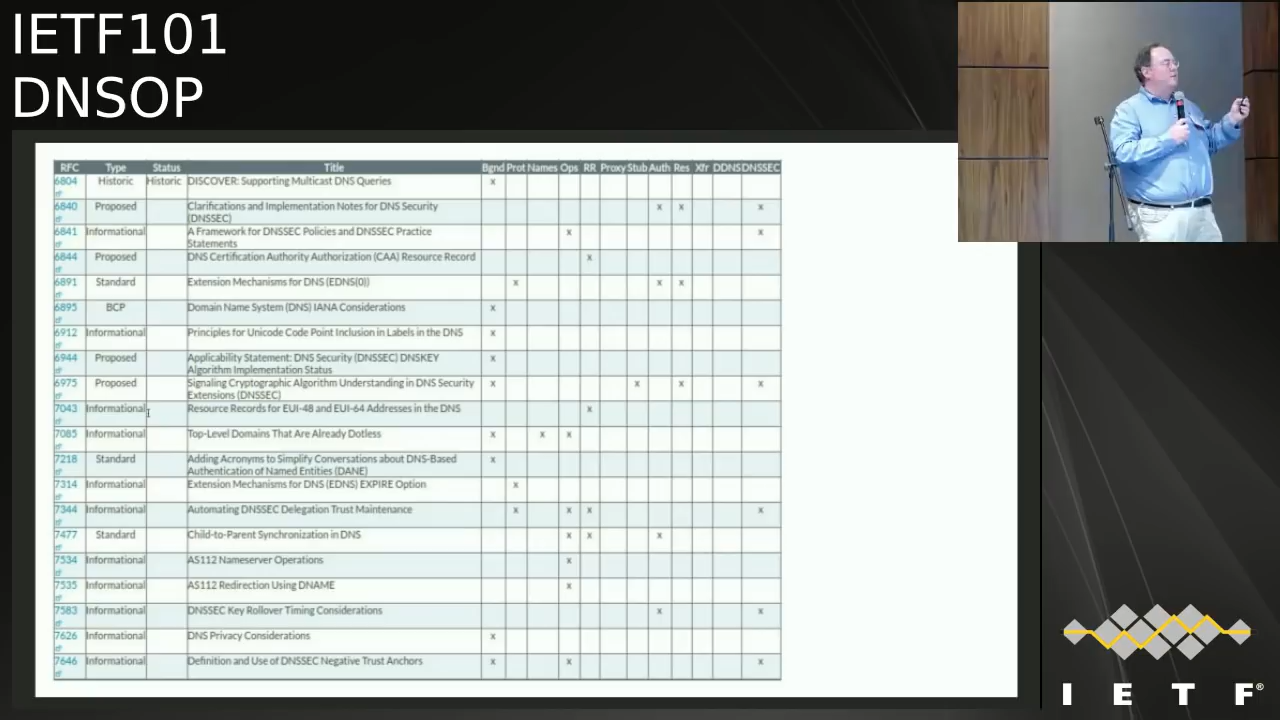 IETF101
DNSOP
RFC Type Status Title Bgnd Prot Names Ops RR Proxy Stub Auth Res Xfr DDNS DNSSEC
6804 Historic Historic DISCOVER: Supporting Multicast DNS Queries x
6840 Proposed Clarifications and Implementation Notes for DNS Security x x x
(DNSSEC)
6841 Informational A Framework for DNSSEC Policies and DNSSEC Practice x x
Statements
6844 Proposed DNS Certification Authority Authorization (CAA) Resource Record x
6891 Standard Extension Mechanisms for DNS (EDNS(0)) x x x
6895 BCP Domain Name System (DNS) IANA Considerations x
6912 Informational Principles for Unicode Code Point Inclusion in Labels in the DNS x
6944 Proposed Applicability Statement: DNS Security (DNSSEC) DNSKEY x
Algorithm Implementation Status
6975 Proposed Signaling Cryptographic Algorithm Understanding in DNS Security x x x x
Extensions (DNSSEC)
7043 Informational Resource Records for EUI-48 and EUI-64 Addresses in the DNS x
7085 Informational Top-Level Domains That Are Already Dotless x x x
7218 Standard Adding Acronyms to Simplify Conversations about DNS-Based x
Authentication of Named Entities (DANE)
7314 Informational Extension Mechanisms for DNS (EDNS) EXPIRE Option x
7344 Informational Automating DNSSEC Delegation Trust Maintenance x x x x
7477 Standard Child-to-Parent Synchronization in DNS x x x
7534 Informational AS112 Nameserver Operations x
7535 Informational AS112 Redirection Using DNAME x
7583 Informational DNSSEC Key Rollover Timing Considerations x x
7626 Informational DNS Privacy Considerations x
7646 Informational Definition and Use of DNSSEC Negative Trust Anchors x x x
I E T F®